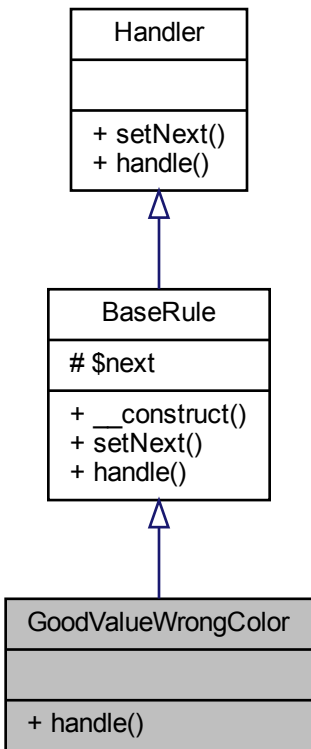 Handler
+ setNext()
+ handle()
BaseRule
# $next
+ __construct()
+ setNext()
+ handle()
GoodValueWrongColor
+ handle()